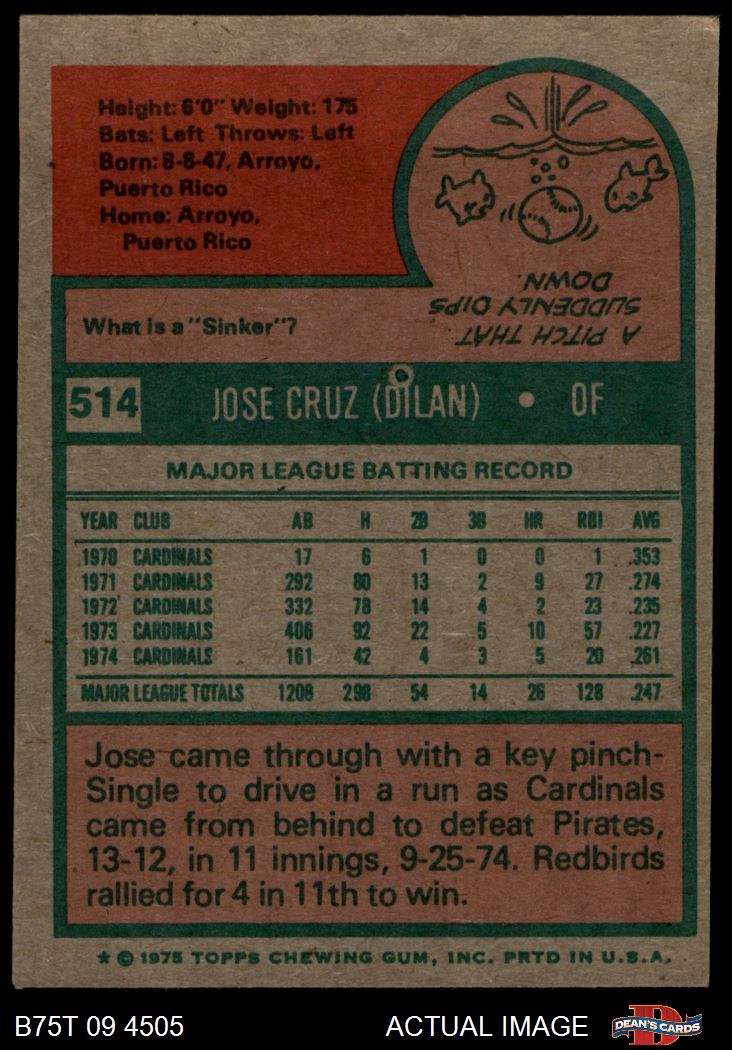 Height: 6'0" Weight: 175
Bats: Left Throws: Left
Born: 8-8-47, Arroyo,
Puerto Rico
Home: Arroyo,
Puerto Rico
What is a "Sinker"?
A PITCH THAT
SUDDENLY DIPS
DOWN.
514 JOSE CRUZ (DILAN) • OF
MAJOR LEAGUE BATTING RECORD
YEAR CLUB AB H 2B 3B HR RBI AVG
1970 CARDINALS 17 6 1 0 0 1 .353
1971 CARDINALS 292 80 13 2 9 27 .274
1972 CARDINALS 332 78 14 4 2 23 .235
1973 CARDINALS 406 92 22 5 10 57 .227
1974 CARDINALS 161 42 4 3 5 20 .261
MAJOR LEAGUE TOTALS 1208 298 54 14 26 128 .247
Jose came through with a key pinch-
Single to drive in a run as Cardinals
came from behind to defeat Pirates,
13-12, in 11 innings, 9-25-74. Redbirds
rallied for 4 in 11th to win.
* © 1975 TOPPS CHEWING GUM, INC. PRTD IN U.S.A.
B75T 09 4505 ACTUAL IMAGE D DEAN'S CARDS